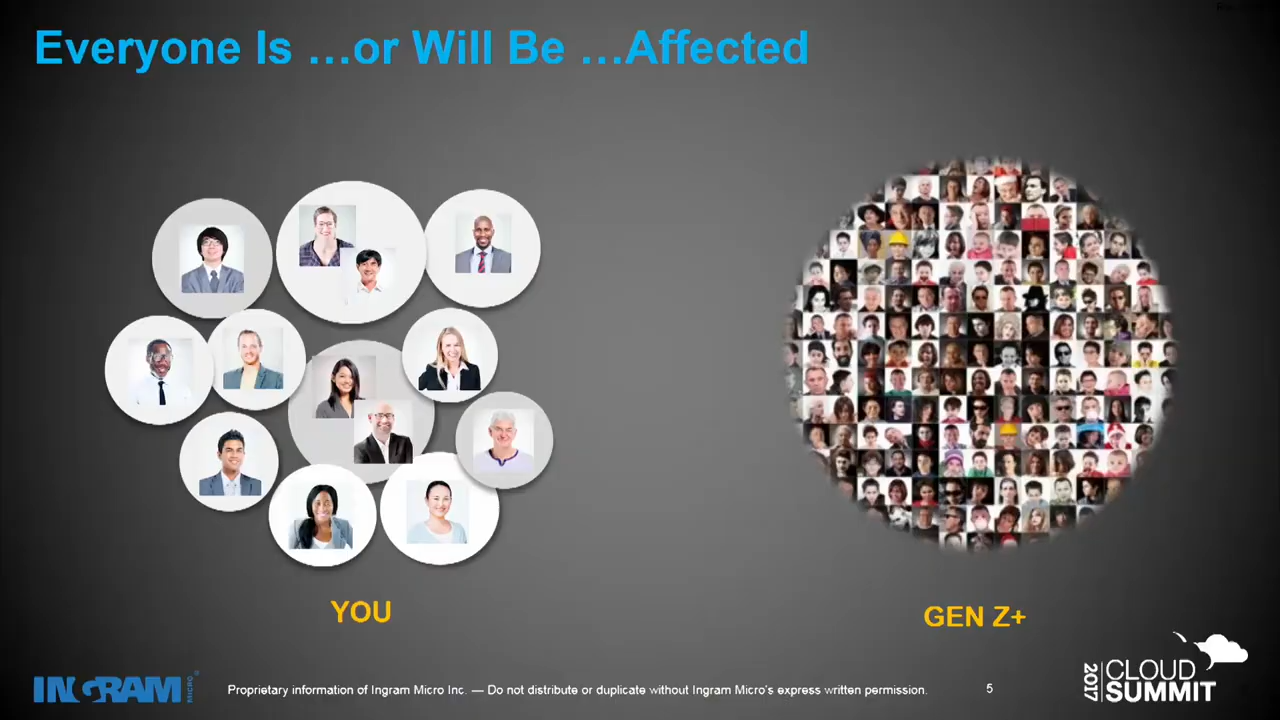 Everyone Is …or Will Be …Affected
YOU
GEN Z+
INGRAM MICRO ®
Proprietary information of Ingram Micro Inc. — Do not distribute or duplicate without Ingram Micro's express written permission.
5
2017
CLOUD
SUMMIT